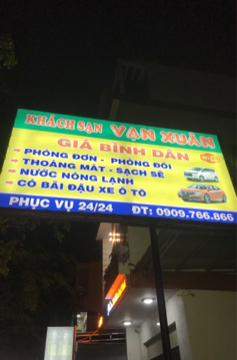 KHÁCH SẠN VẠN XUÂN
GIÁ BÌNH DÂN
PHÒNG ĐƠN - PHÒNG ĐÔI
THOÁNG MÁT - SẠCH SẼ
NƯỚC NÓNG LẠNH
CÓ BÃI ĐẬU XE Ô TÔ
PHỤC VỤ 24/24 ĐT: 0909.766.866